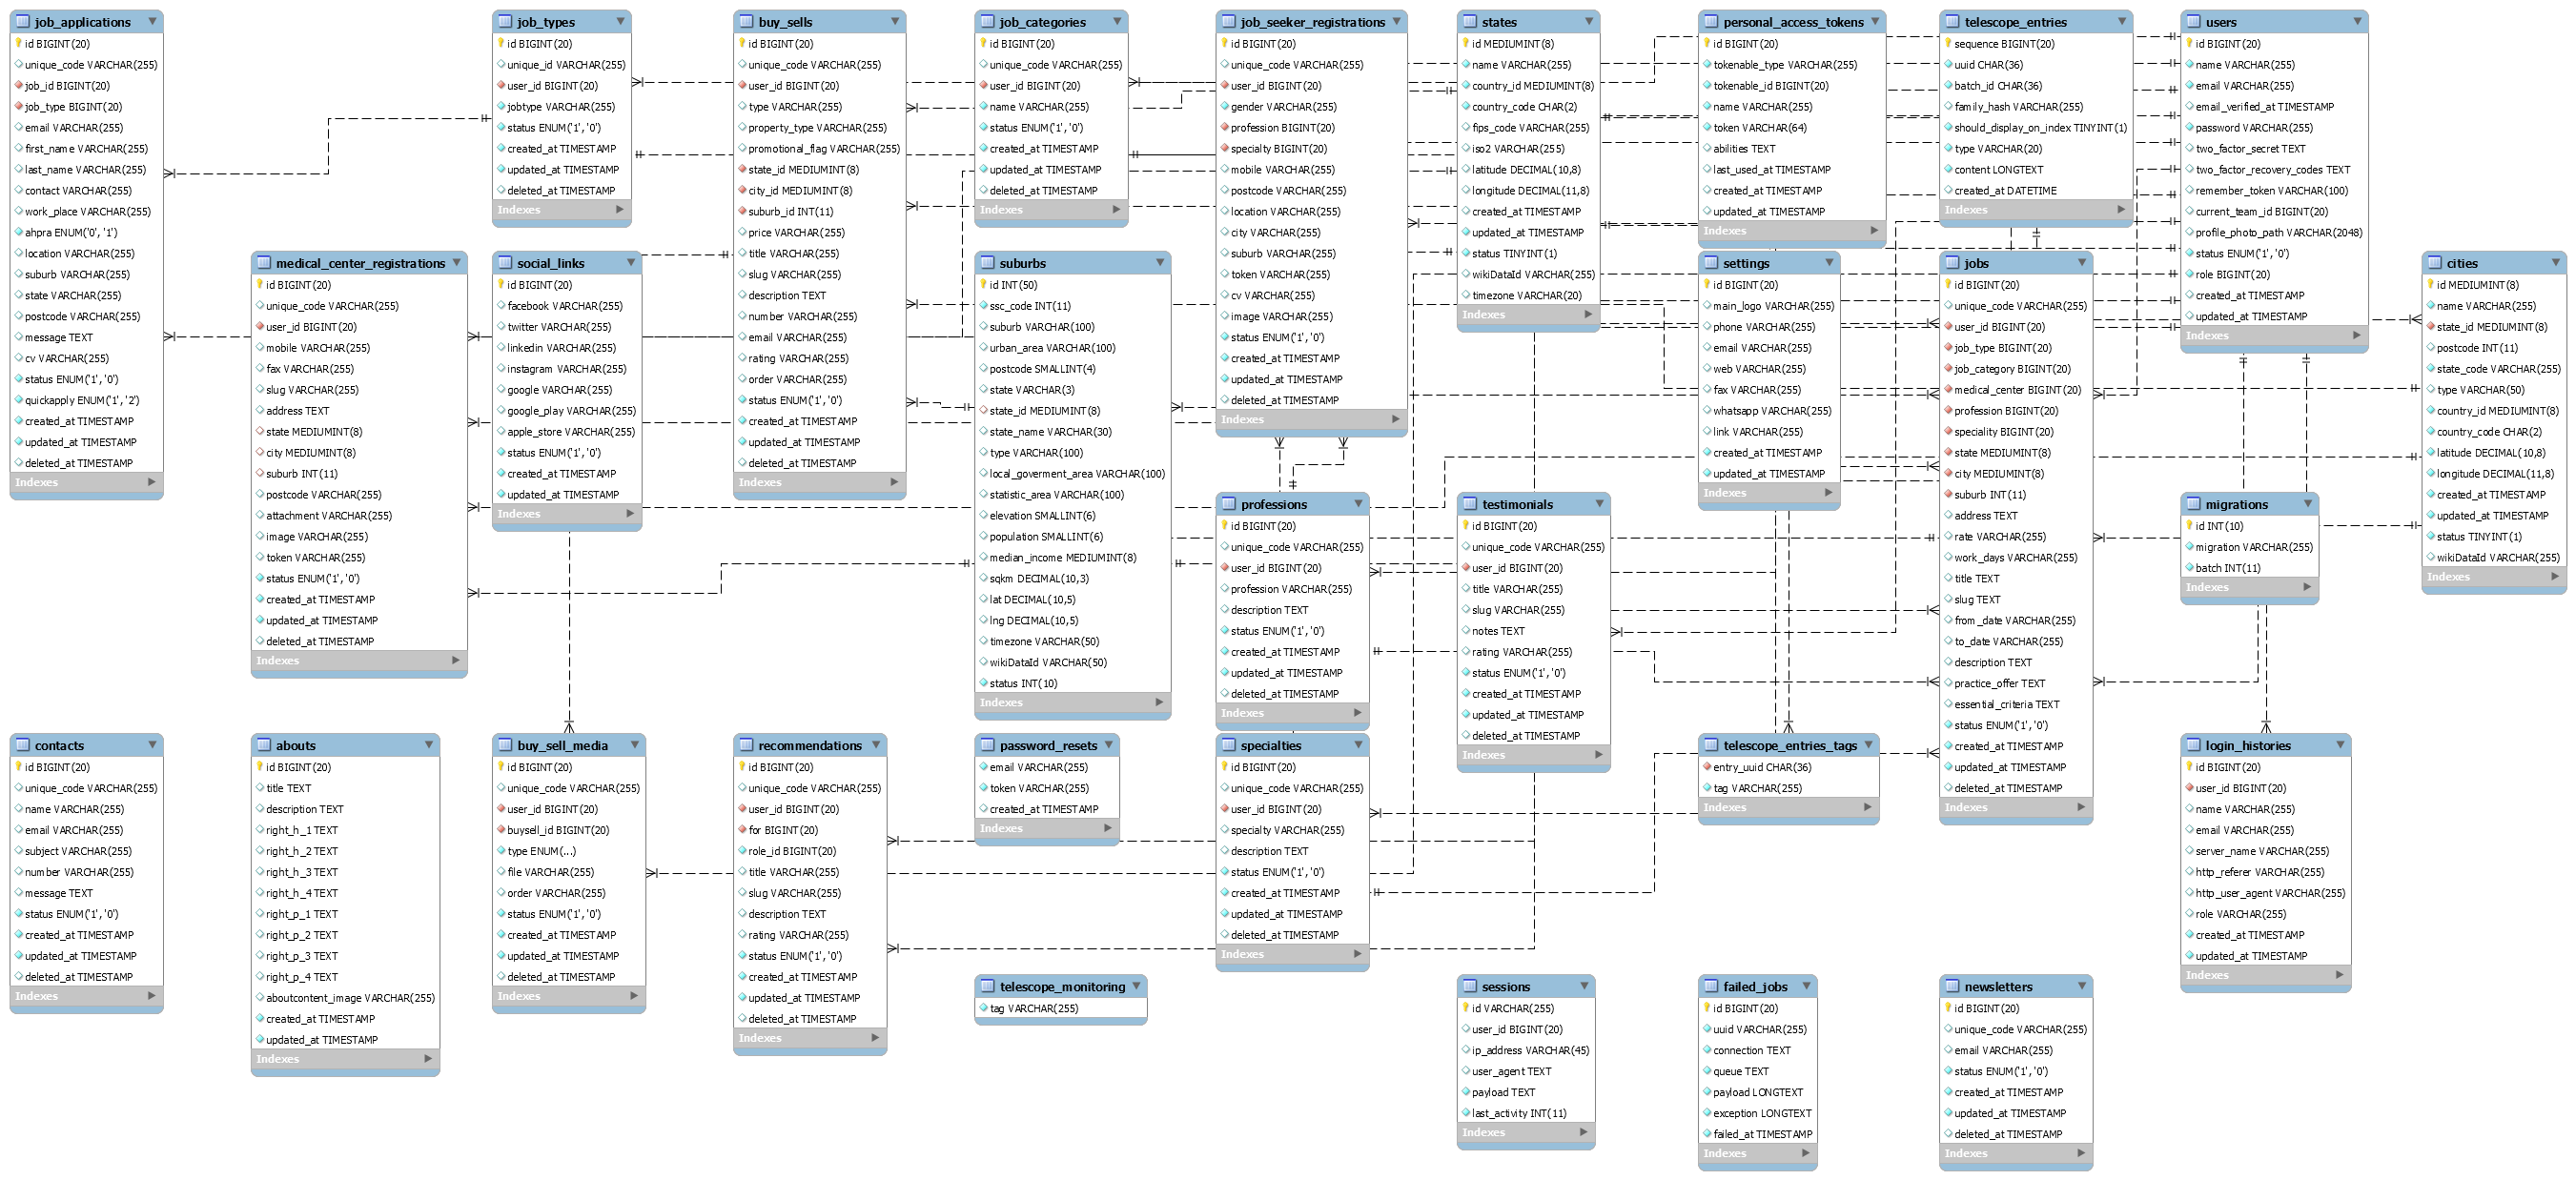 job_applications
id BIGINT(20)
unique_code VARCHAR(255)
job_id BIGINT(20)
job_type BIGINT(20)
email VARCHAR(255)
first_name VARCHAR(255)
last_name VARCHAR(255)
contact VARCHAR(255)
work_place VARCHAR(255)
ahpra ENUM('0', '1')
location VARCHAR(255)
suburb VARCHAR(255)
state VARCHAR(255)
postcode VARCHAR(255)
message TEXT
cv VARCHAR(255)
status ENUM('1', '0')
quickapply ENUM('1', '2')
created_at TIMESTAMP
updated_at TIMESTAMP
deleted_at TIMESTAMP
Indexes
job_types
id BIGINT(20)
unique_id VARCHAR(255)
user_id BIGINT(20)
jobtype VARCHAR(255)
status ENUM('1', '0')
created_at TIMESTAMP
updated_at TIMESTAMP
deleted_at TIMESTAMP
Indexes
buy_sells
id BIGINT(20)
unique_code VARCHAR(255)
user_id BIGINT(20)
type VARCHAR(255)
property_type VARCHAR(255)
promotional_flag VARCHAR(255)
state_id MEDIUMINT(8)
city_id MEDIUMINT(8)
suburb_id INT(11)
price VARCHAR(255)
title VARCHAR(255)
slug VARCHAR(255)
description TEXT
number VARCHAR(255)
email VARCHAR(255)
rating VARCHAR(255)
order VARCHAR(255)
status ENUM('1', '0')
created_at TIMESTAMP
updated_at TIMESTAMP
deleted_at TIMESTAMP
Indexes
job_categories
id BIGINT(20)
unique_code VARCHAR(255)
user_id BIGINT(20)
name VARCHAR(255)
status ENUM('1', '0')
created_at TIMESTAMP
updated_at TIMESTAMP
deleted_at TIMESTAMP
Indexes
job_seeker_registrations
id BIGINT(20)
unique_code VARCHAR(255)
user_id BIGINT(20)
gender VARCHAR(255)
profession BIGINT(20)
specialty BIGINT(20)
mobile VARCHAR(255)
postcode VARCHAR(255)
location VARCHAR(255)
city VARCHAR(255)
suburb VARCHAR(255)
token VARCHAR(255)
cv VARCHAR(255)
image VARCHAR(255)
status ENUM('1', '0')
created_at TIMESTAMP
updated_at TIMESTAMP
deleted_at TIMESTAMP
Indexes
states
id MEDIUMINT(8)
name VARCHAR(255)
country_id MEDIUMINT(8)
country_code CHAR(2)
fips_code VARCHAR(255)
iso2 VARCHAR(255)
latitude DECIMAL(10,8)
longitude DECIMAL(11,8)
created_at TIMESTAMP
updated_at TIMESTAMP
status TINYINT(1)
wikiDataId VARCHAR(255)
timezone VARCHAR(20)
Indexes
personal_access_tokens
id BIGINT(20)
tokenable_type VARCHAR(255)
tokenable_id BIGINT(20)
name VARCHAR(255)
token VARCHAR(64)
abilities TEXT
last_used_at TIMESTAMP
created_at TIMESTAMP
updated_at TIMESTAMP
Indexes
telescope_entries
sequence BIGINT(20)
uuid CHAR(36)
batch_id CHAR(36)
family_hash VARCHAR(255)
should_display_on_index TINYINT(1)
type VARCHAR(20)
content LONGTEXT
created_at DATETIME
Indexes
users
id BIGINT(20)
name VARCHAR(255)
email VARCHAR(255)
email_verified_at TIMESTAMP
password VARCHAR(255)
two_factor_secret TEXT
two_factor_recovery_codes TEXT
remember_token VARCHAR(100)
current_team_id BIGINT(20)
profile_photo_path VARCHAR(2048)
status ENUM('1', '0')
role BIGINT(20)
created_at TIMESTAMP
updated_at TIMESTAMP
Indexes
medical_center_registrations
id BIGINT(20)
unique_code VARCHAR(255)
user_id BIGINT(20)
mobile VARCHAR(255)
fax VARCHAR(255)
slug VARCHAR(255)
address TEXT
state MEDIUMINT(8)
city MEDIUMINT(8)
suburb INT(11)
postcode VARCHAR(255)
attachment VARCHAR(255)
image VARCHAR(255)
token VARCHAR(255)
status ENUM('1', '0')
created_at TIMESTAMP
updated_at TIMESTAMP
deleted_at TIMESTAMP
Indexes
social_links
id BIGINT(20)
facebook VARCHAR(255)
twitter VARCHAR(255)
linkedin VARCHAR(255)
instagram VARCHAR(255)
google VARCHAR(255)
google_play VARCHAR(255)
apple_store VARCHAR(255)
status ENUM('1', '0')
created_at TIMESTAMP
updated_at TIMESTAMP
Indexes
suburbs
id INT(50)
ssc_code INT(11)
suburb VARCHAR(100)
urban_area VARCHAR(100)
postcode SMALLINT(4)
state VARCHAR(3)
state_id MEDIUMINT(8)
state_name VARCHAR(30)
type VARCHAR(100)
local_goverment_area VARCHAR(100)
statistic_area VARCHAR(100)
elevation SMALLINT(6)
population SMALLINT(6)
median_income MEDIUMINT(8)
sqkm DECIMAL(10,3)
lat DECIMAL(10,5)
lng DECIMAL(10,5)
timezone VARCHAR(50)
wikiDataId VARCHAR(50)
status INT(10)
Indexes
settings
id BIGINT(20)
main_logo VARCHAR(255)
phone VARCHAR(255)
email VARCHAR(255)
web VARCHAR(255)
fax VARCHAR(255)
whatsapp VARCHAR(255)
link VARCHAR(255)
created_at TIMESTAMP
updated_at TIMESTAMP
Indexes
jobs
id BIGINT(20)
unique_code VARCHAR(255)
user_id BIGINT(20)
job_type BIGINT(20)
job_category BIGINT(20)
medical_center BIGINT(20)
profession BIGINT(20)
speciality BIGINT(20)
state MEDIUMINT(8)
city MEDIUMINT(8)
suburb INT(11)
address TEXT
rate VARCHAR(255)
work_days VARCHAR(255)
title TEXT
slug TEXT
from_date VARCHAR(255)
to_date VARCHAR(255)
description TEXT
practice_offer TEXT
essential_criteria TEXT
status ENUM('1', '0')
created_at TIMESTAMP
updated_at TIMESTAMP
deleted_at TIMESTAMP
Indexes
cities
id MEDIUMINT(8)
name VARCHAR(255)
state_id MEDIUMINT(8)
postcode INT(11)
state_code VARCHAR(255)
type VARCHAR(50)
country_id MEDIUMINT(8)
country_code CHAR(2)
latitude DECIMAL(10,8)
longitude DECIMAL(11,8)
created_at TIMESTAMP
updated_at TIMESTAMP
status TINYINT(1)
wikiDataId VARCHAR(255)
Indexes
professions
id BIGINT(20)
unique_code VARCHAR(255)
user_id BIGINT(20)
profession VARCHAR(255)
description TEXT
status ENUM('1', '0')
created_at TIMESTAMP
updated_at TIMESTAMP
deleted_at TIMESTAMP
Indexes
testimonials
id BIGINT(20)
unique_code VARCHAR(255)
user_id BIGINT(20)
title VARCHAR(255)
slug VARCHAR(255)
notes TEXT
rating VARCHAR(255)
status ENUM('1', '0')
created_at TIMESTAMP
updated_at TIMESTAMP
deleted_at TIMESTAMP
Indexes
migrations
id INT(10)
migration VARCHAR(255)
batch INT(11)
Indexes
contacts
id BIGINT(20)
unique_code VARCHAR(255)
name VARCHAR(255)
email VARCHAR(255)
subject VARCHAR(255)
number VARCHAR(255)
message TEXT
status ENUM('1', '0')
created_at TIMESTAMP
updated_at TIMESTAMP
deleted_at TIMESTAMP
Indexes
abouts
id BIGINT(20)
title TEXT
description TEXT
right_h_1 TEXT
right_h_2 TEXT
right_h_3 TEXT
right_h_4 TEXT
right_p_1 TEXT
right_p_2 TEXT
right_p_3 TEXT
right_p_4 TEXT
aboutcontent_image VARCHAR(255)
created_at TIMESTAMP
updated_at TIMESTAMP
Indexes
buy_sell_media
id BIGINT(20)
unique_code VARCHAR(255)
user_id BIGINT(20)
buysell_id BIGINT(20)
type ENUM(...)
file VARCHAR(255)
order VARCHAR(255)
status ENUM('1', '0')
created_at TIMESTAMP
updated_at TIMESTAMP
deleted_at TIMESTAMP
Indexes
recommendations
id BIGINT(20)
unique_code VARCHAR(255)
user_id BIGINT(20)
for BIGINT(20)
role_id BIGINT(20)
title VARCHAR(255)
slug VARCHAR(255)
description TEXT
rating VARCHAR(255)
status ENUM('1', '0')
created_at TIMESTAMP
updated_at TIMESTAMP
deleted_at TIMESTAMP
Indexes
password_resets
email VARCHAR(255)
token VARCHAR(255)
created_at TIMESTAMP
Indexes
specialties
id BIGINT(20)
unique_code VARCHAR(255)
user_id BIGINT(20)
specialty VARCHAR(255)
description TEXT
status ENUM('1', '0')
created_at TIMESTAMP
updated_at TIMESTAMP
deleted_at TIMESTAMP
Indexes
telescope_entries_tags
entry_uuid CHAR(36)
tag VARCHAR(255)
Indexes
login_histories
id BIGINT(20)
user_id BIGINT(20)
name VARCHAR(255)
email VARCHAR(255)
server_name VARCHAR(255)
http_referer VARCHAR(255)
http_user_agent VARCHAR(255)
role VARCHAR(255)
created_at TIMESTAMP
updated_at TIMESTAMP
Indexes
telescope_monitoring
tag VARCHAR(255)
sessions
id VARCHAR(255)
user_id BIGINT(20)
ip_address VARCHAR(45)
user_agent TEXT
payload TEXT
last_activity INT(11)
Indexes
failed_jobs
id BIGINT(20)
uuid VARCHAR(255)
connection TEXT
queue TEXT
payload LONGTEXT
exception LONGTEXT
failed_at TIMESTAMP
Indexes
newsletters
id BIGINT(20)
unique_code VARCHAR(255)
email VARCHAR(255)
status ENUM('1', '0')
created_at TIMESTAMP
updated_at TIMESTAMP
deleted_at TIMESTAMP
Indexes